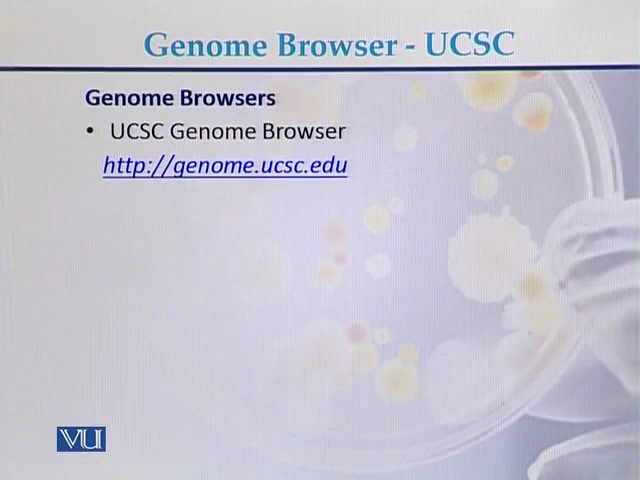 Genome Browser - UCSC
Genome Browsers
• UCSC Genome Browser
http://genome.ucsc.edu
VU